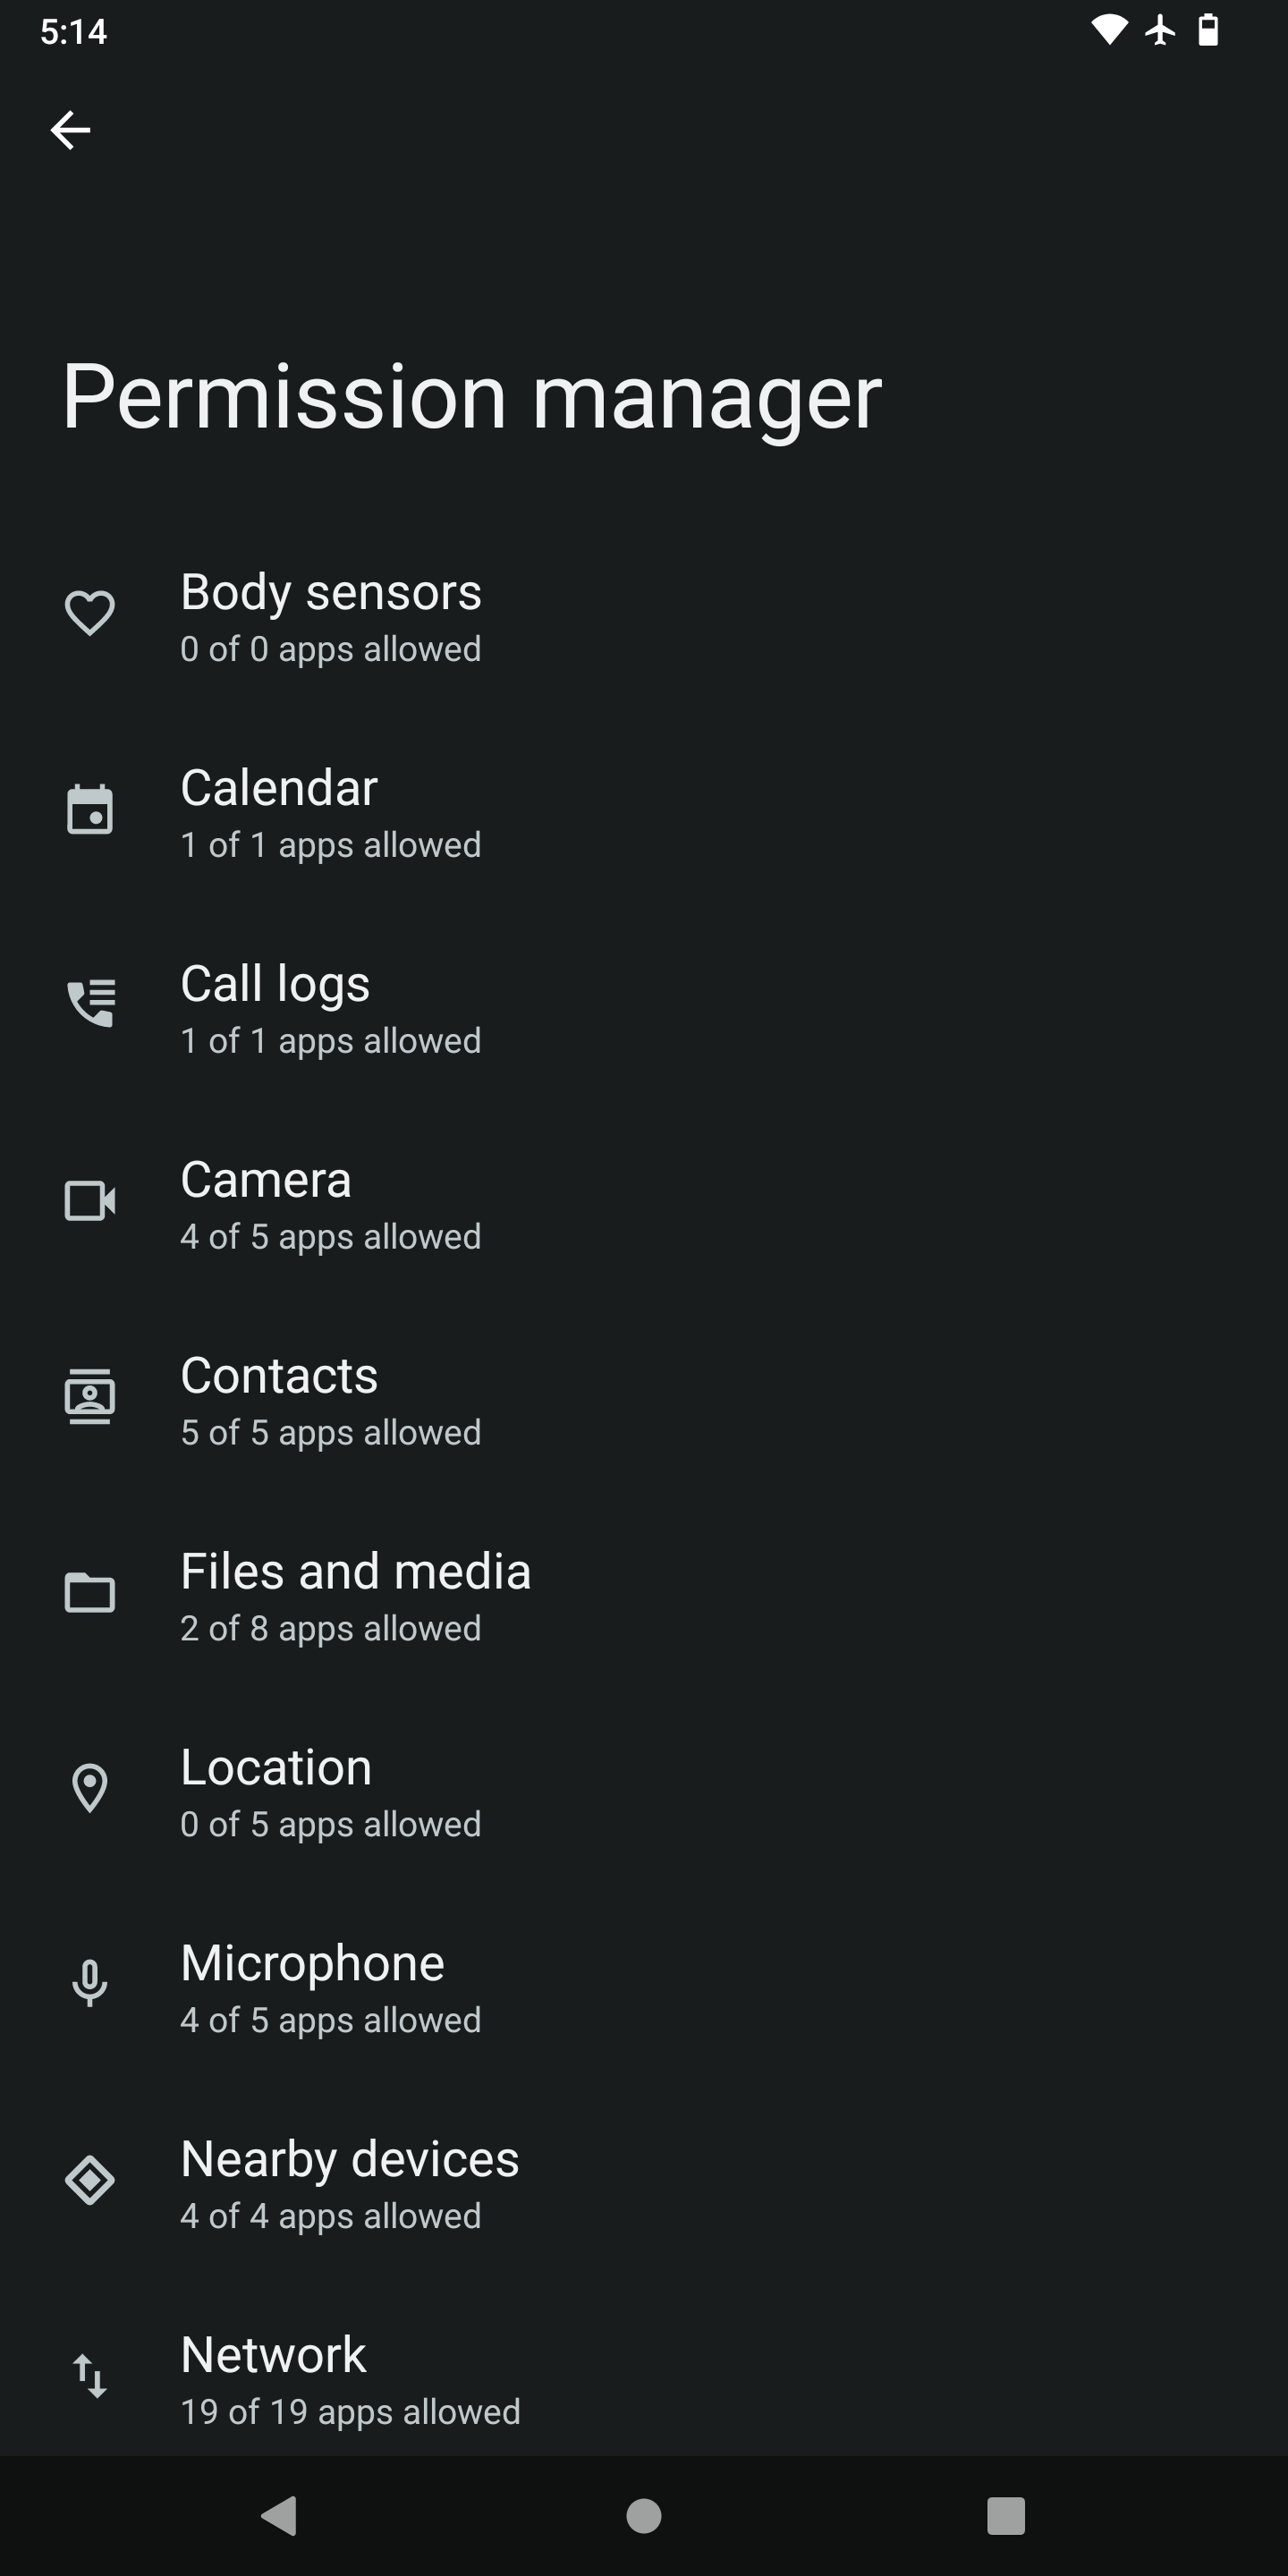 5:14
Permission manager
Body sensors
0 of 0 apps allowed
Calendar
1 of 1 apps allowed
Call logs
1 of 1 apps allowed
Camera
4 of 5 apps allowed
Contacts
5 of 5 apps allowed
Files and media
2 of 8 apps allowed
Location
0 of 5 apps allowed
Microphone
4 of 5 apps allowed
Nearby devices
4 of 4 apps allowed
Network
19 of 19 apps allowed